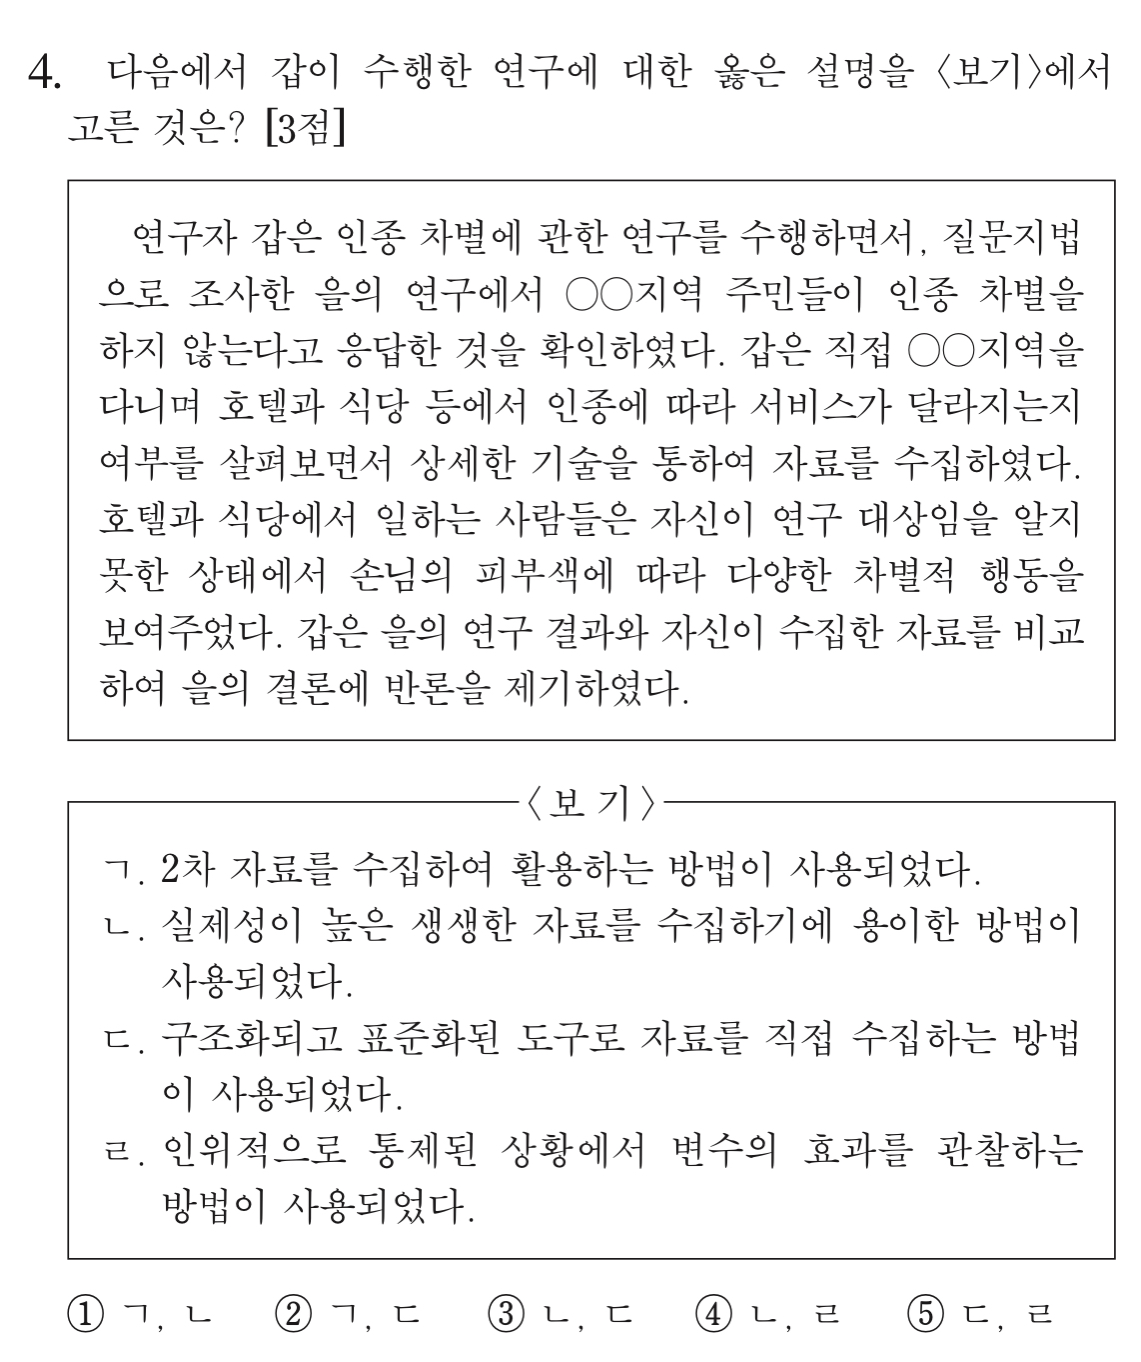 4. 다음에서 갑이 수행한 연구에 대한 옳은 설명을 〈보기〉에서
고른 것은? [3점]
연구자 갑은 인종 차별에 관한 연구를 수행하면서, 질문지법
으로 조사한 을의 연구에서 ○○지역 주민들이 인종 차별을
하지 않는다고 응답한 것을 확인하였다. 갑은 직접 ○○지역을
다니며 호텔과 식당 등에서 인종에 따라 서비스가 달라지는지
여부를 살펴보면서 상세한 기술을 통하여 자료를 수집하였다.
호텔과 식당에서 일하는 사람들은 자신이 연구 대상임을 알지
못한 상태에서 손님의 피부색에 따라 다양한 차별적 행동을
보여주었다. 갑은 을의 연구 결과와 자신이 수집한 자료를 비교
하여 을의 결론에 반론을 제기하였다.
〈보 기〉
ㄱ. 2차 자료를 수집하여 활용하는 방법이 사용되었다.
ㄴ. 실제성이 높은 생생한 자료를 수집하기에 용이한 방법이
사용되었다.
ㄷ. 구조화되고 표준화된 도구로 자료를 직접 수집하는 방법
이 사용되었다.
ㄹ. 인위적으로 통제된 상황에서 변수의 효과를 관찰하는
방법이 사용되었다.
① ㄱ, ㄴ ② ㄱ, ㄷ ③ ㄴ, ㄷ ④ ㄴ, ㄹ ⑤ ㄷ, ㄹ